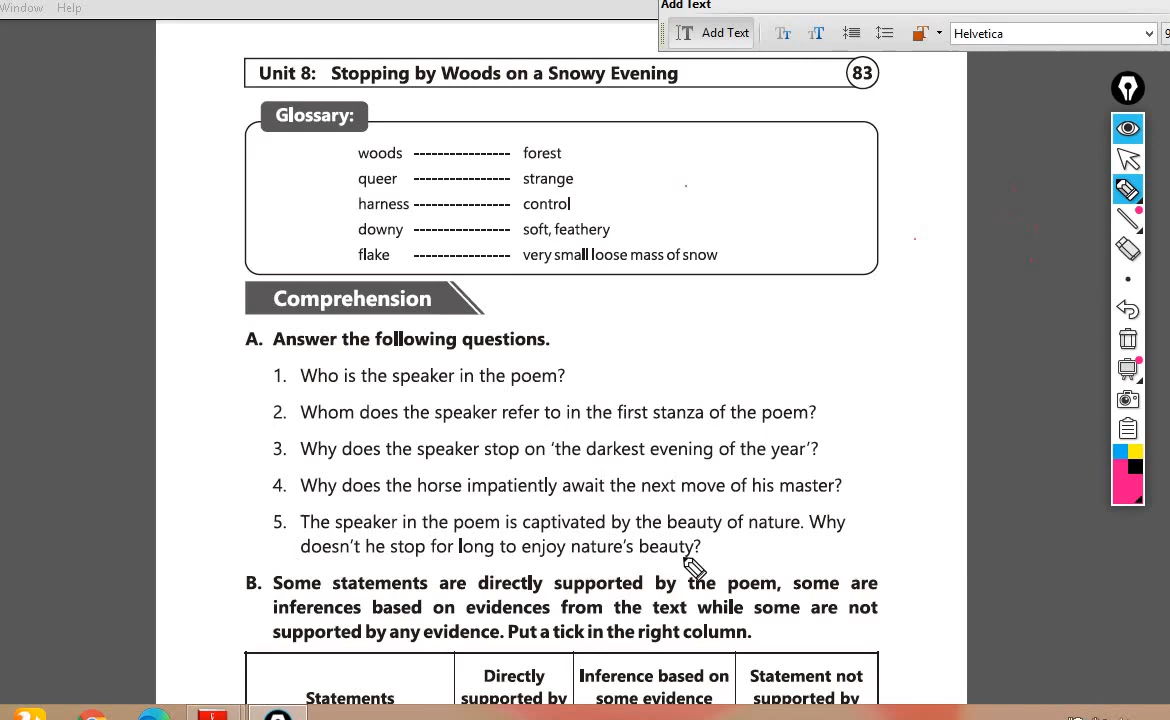 Window Help
Add Text
Add Text
Helvetica
9
Unit 8: Stopping by Woods on a Snowy Evening 83
Glossary:
woods ---------------- forest
queer ---------------- strange
harness ---------------- control
downy ---------------- soft, feathery
flake ---------------- very small loose mass of snow
Comprehension
A. Answer the following questions.
1. Who is the speaker in the poem?
2. Whom does the speaker refer to in the first stanza of the poem?
3. Why does the speaker stop on ‘the darkest evening of the year’?
4. Why does the horse impatiently await the next move of his master?
5. The speaker in the poem is captivated by the beauty of nature. Why
doesn’t he stop for long to enjoy nature’s beauty?
B. Some statements are directly supported by the poem, some are
inferences based on evidences from the text while some are not
supported by any evidence. Put a tick in the right column.
Directly Inference based on Statement not
Statements supported by some evidence supported by